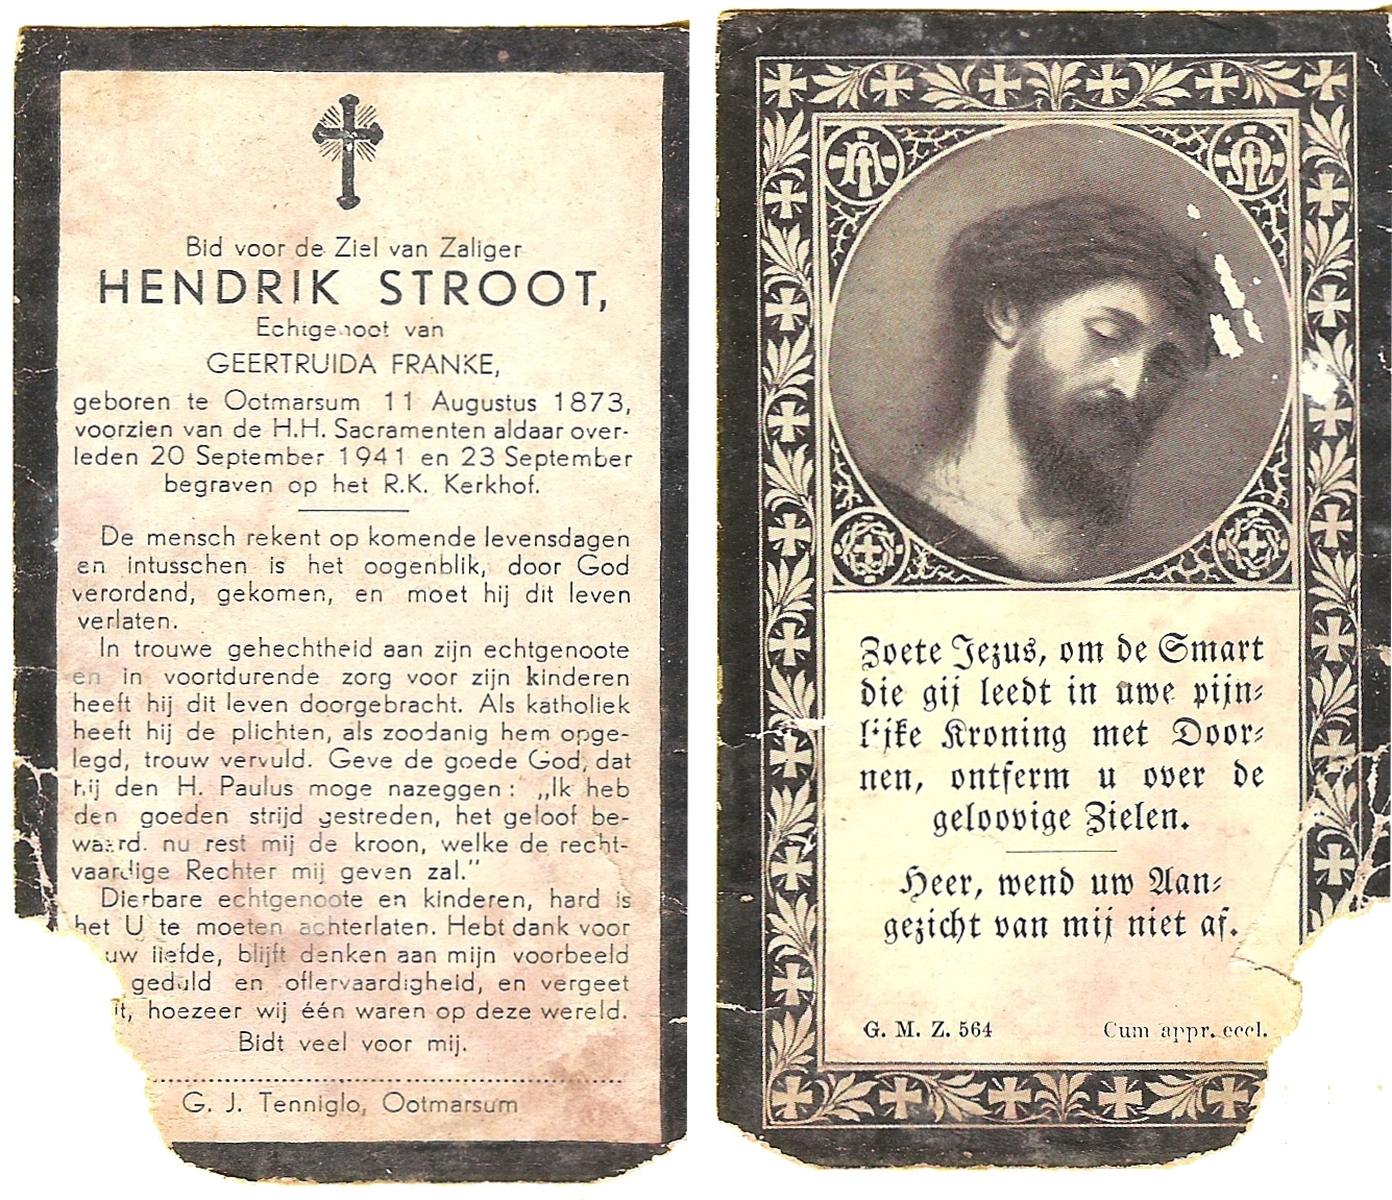 Bid voor de Ziel van Zaliger
HENDRIK STROOT,
Echtgenoot van
GEERTRUIDA FRANKE,
geboren te Ootmarsum 11 Augustus 1873,
voorzien van de H.H. Sacramenten aldaar over-
leden 20 September 1941 en 23 September
begraven op het R.K. Kerkhof.
De mensch rekent op komende levensdagen
en intusschen is het oogenblik, door God
verordend, gekomen, en moet hij dit leven
verlaten.
In trouwe gehechtheid aan zijn echtgenoote
en in voortdurende zorg voor zijn kinderen
heeft hij dit leven doorgebracht. Als katholiek
heeft hij de plichten, als zoodanig hem opge-
legd, trouw vervuld. Geve de goede God, dat
hij den H. Paulus moge nazeggen: „Ik heb
den goeden strijd gestreden, het geloof be-
waard. nu rest mij de kroon, welke de recht-
vaardige Rechter mij geven zal.”
Dierbare echtgenoote en kinderen, hard is
het U te moeten achterlaten. Hebt dank voor
uw liefde, blijft denken aan mijn voorbeeld
geduld en offervaardigheid, en vergeet
hoezeer wij één waren op deze wereld.
Bidt veel voor mij.
G. J. Tenniglo, Ootmarsum
Zoete Jezus, om de Smart
die gij leedt in uwe pijn-
lijke Kroning met Door-
nen, ontferm u over de
geloovige Zielen.
Heer, wend uw Aan-
gezicht van mij niet af.
G. M. Z. 564 Cum appr. eccl.